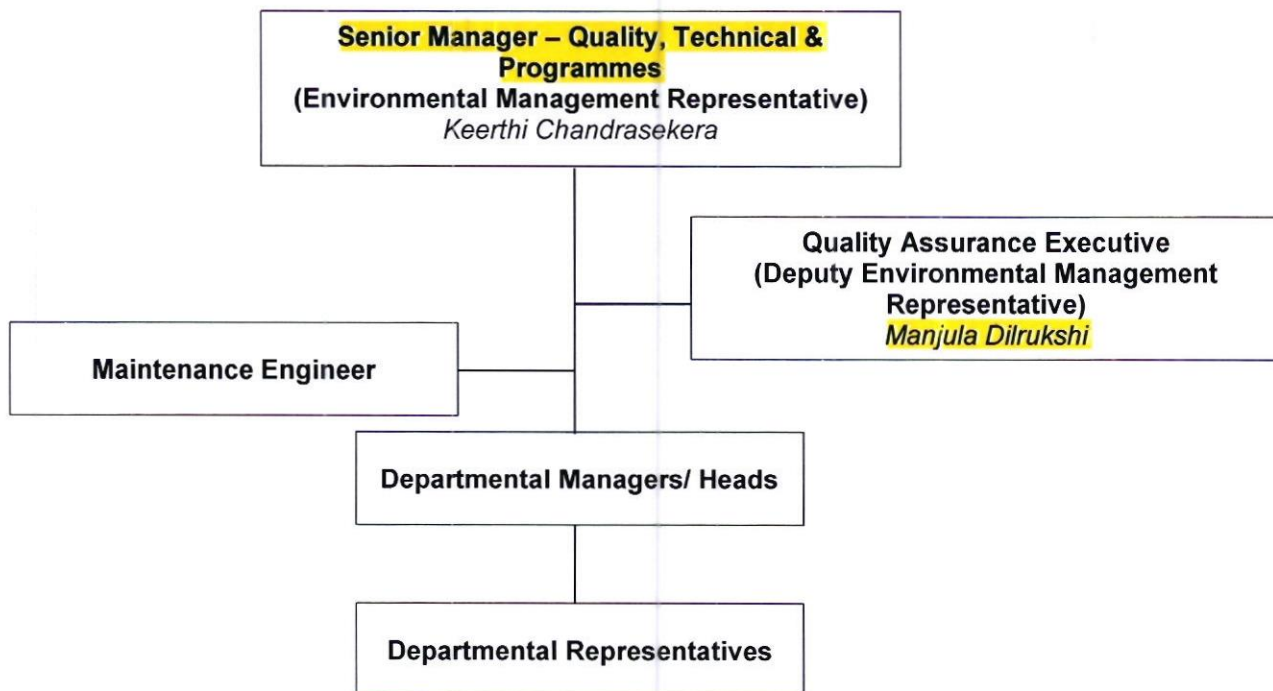 Senior Manager – Quality, Technical &
Programmes
(Environmental Management Representative)
Keerthi Chandrasekera
Quality Assurance Executive
(Deputy Environmental Management
Representative)
Manjula Dilrukshi
Maintenance Engineer
Departmental Managers/ Heads
Departmental Representatives